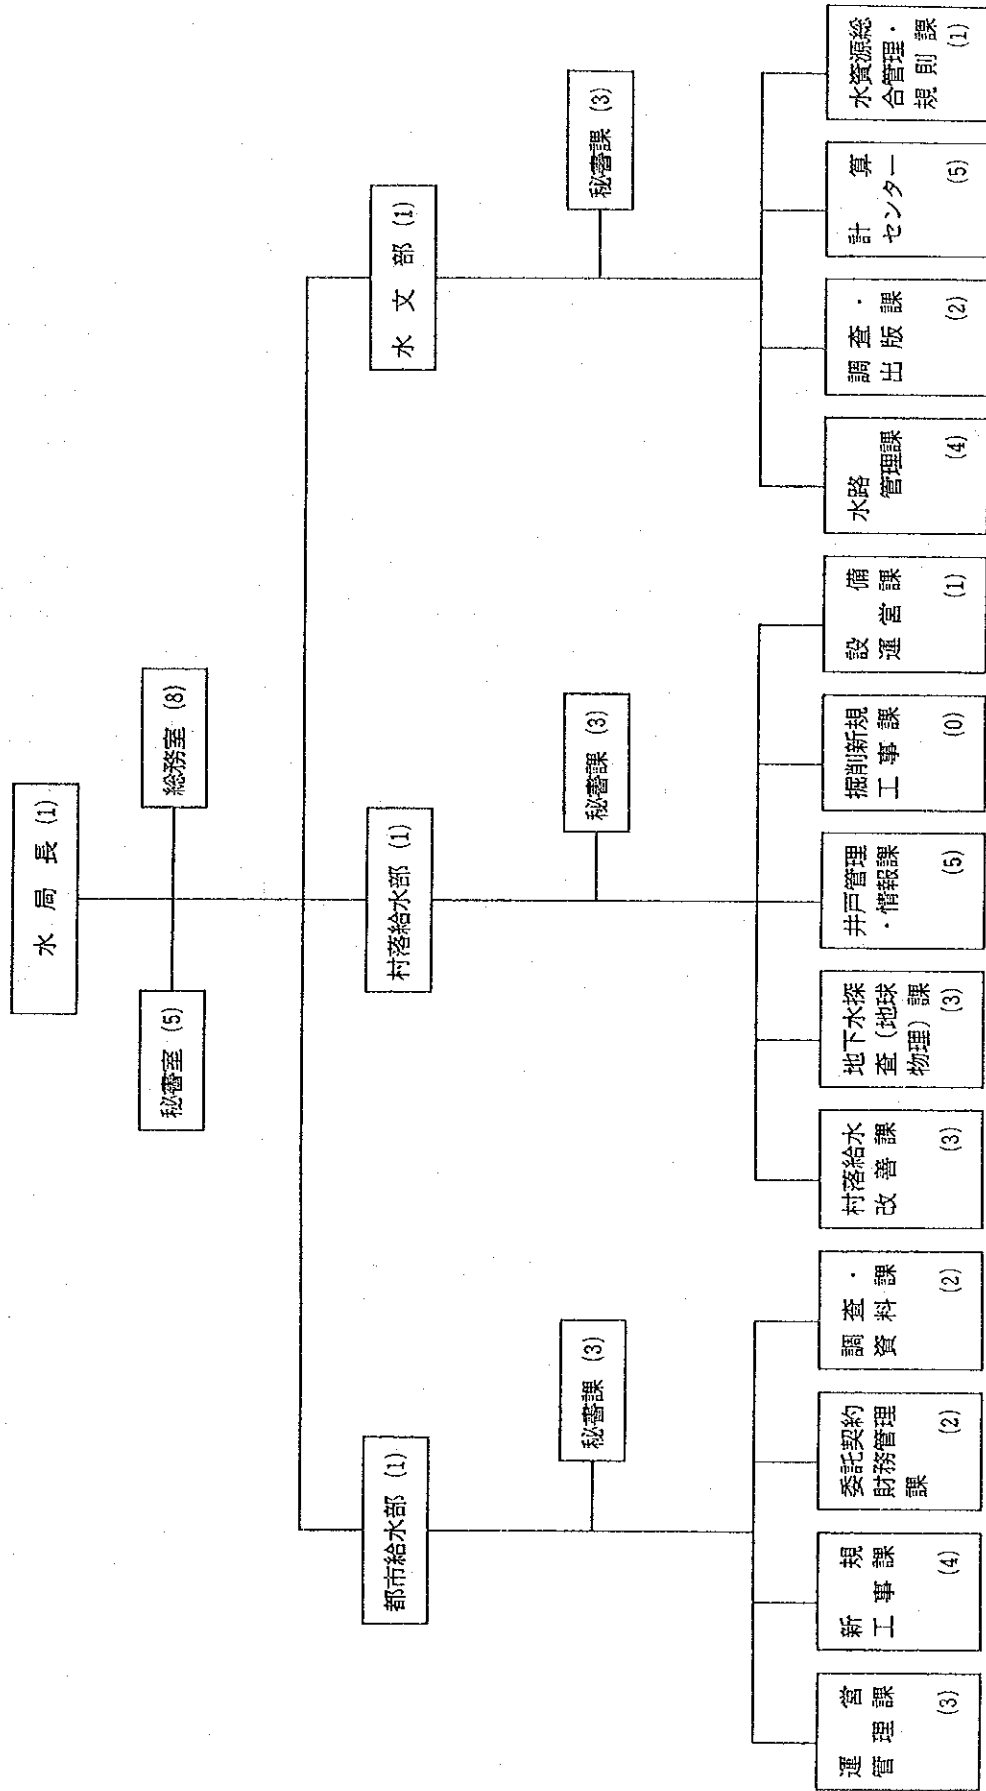 水局長 (1)
秘書室 (5)
総務室 (8)
都市給水部 (1)
村落給水部 (1)
水文部 (1)
秘書課 (3)
秘書課 (3)
秘書課 (3)
運営
管理課
(3)
新規
工事課
(4)
委託契約
財務管理
課
(2)
調査・
資料課
(2)
村落給水
改善課
(3)
地下水探
査(地球
物理)課
(3)
井戸管理
・情報課
(5)
掘削新規
工事課
(0)
設備
運営課
(1)
水路
管理課
(4)
調査・
出版課
(2)
計算
センター
(5)
水資源総
合管理・
規則課
(1)